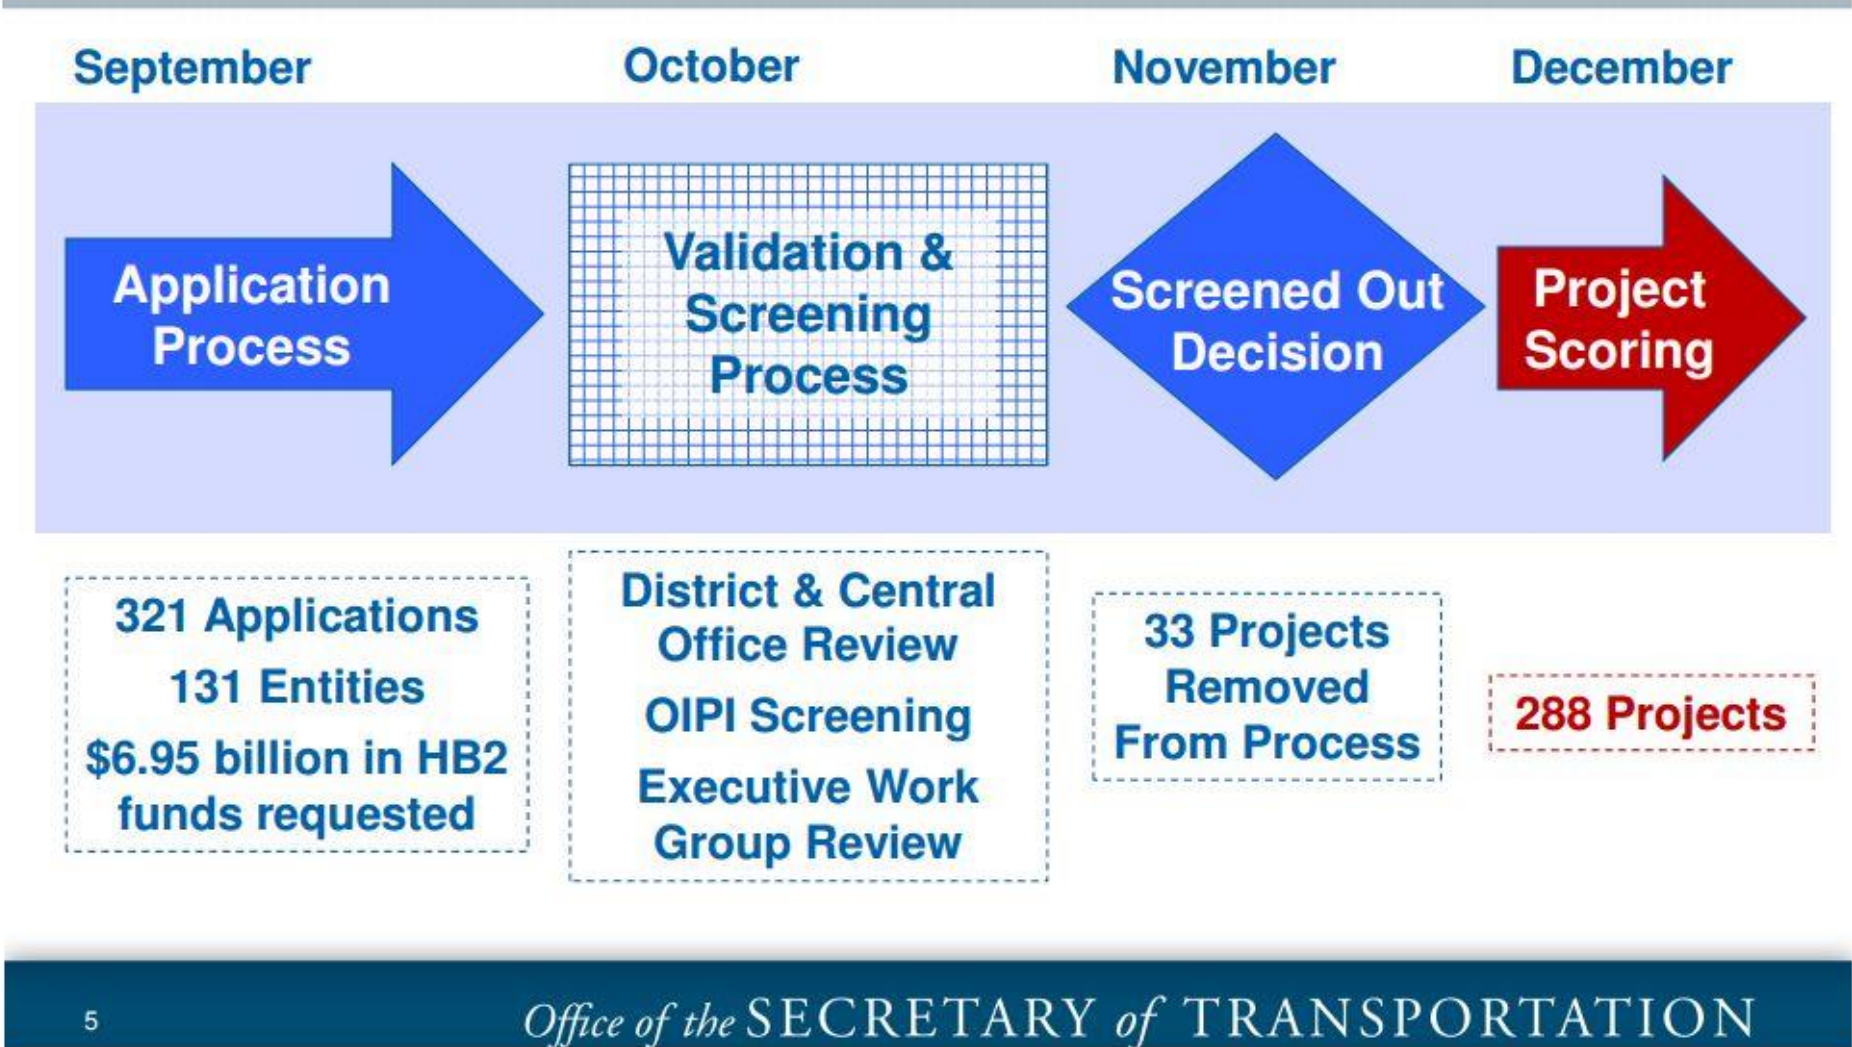 September
October
November
December
Application
Process
Validation &
Screening
Process
Screened Out
Decision
Project
Scoring
321 Applications
131 Entities
$6.95 billion in HB2
funds requested
District & Central
Office Review
OIPI Screening
Executive Work
Group Review
33 Projects
Removed
From Process
288 Projects
5
Office of the SECRETARY of TRANSPORTATION